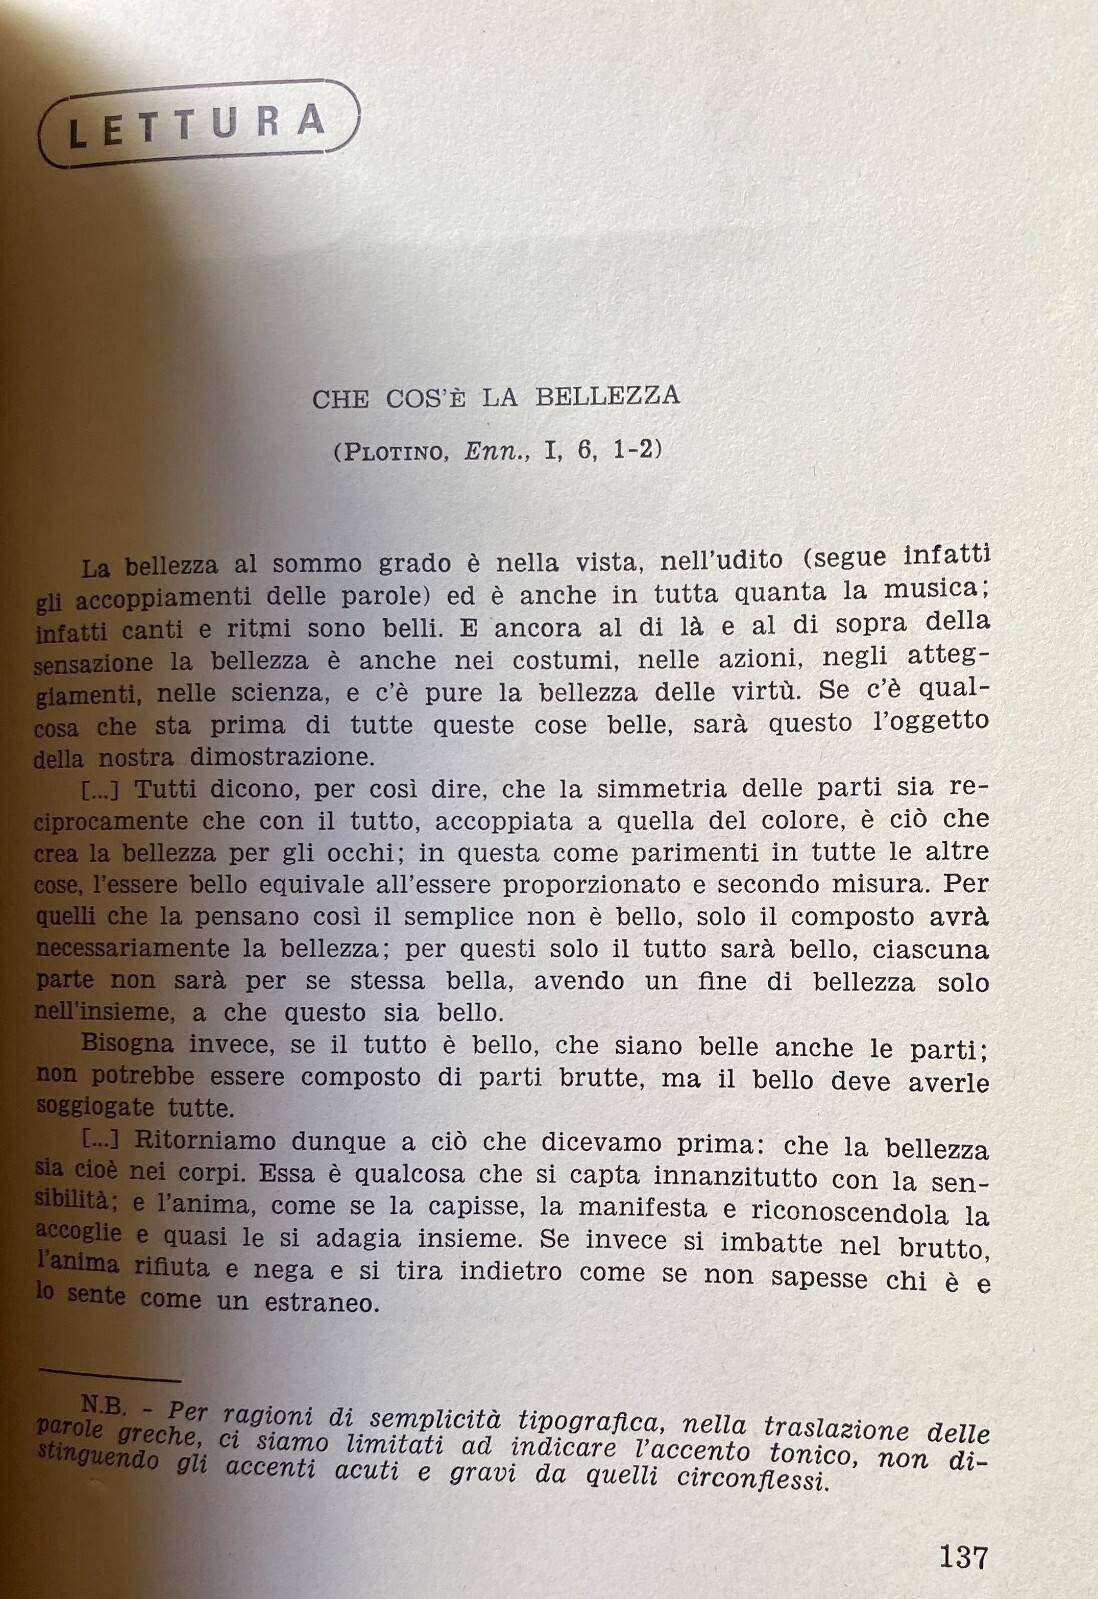 LETTURA
CHE COS'È LA BELLEZZA
(PLOTINO, Enn., I, 6, 1-2)
La bellezza al sommo grado è nella vista, nell'udito (segue infatti
gli accoppiamenti delle parole) ed è anche in tutta quanta la musica;
infatti canti e ritmi sono belli. E ancora al di là e al di sopra della
sensazione la bellezza è anche nei costumi, nelle azioni, negli atteg-
giamenti, nelle scienza, e c'è pure la bellezza delle virtù. Se c'è qual-
cosa che sta prima di tutte queste cose belle, sarà questo l'oggetto
della nostra dimostrazione.
[...] Tutti dicono, per così dire, che la simmetria delle parti sia re-
ciprocamente che con il tutto, accoppiata a quella del colore, è ciò che
crea la bellezza per gli occhi; in questa come parimenti in tutte le altre
cose, l'essere bello equivale all'essere proporzionato e secondo misura. Per
quelli che la pensano così il semplice non è bello, solo il composto avrà
necessariamente la bellezza; per questi solo il tutto sarà bello, ciascuna
parte non sarà per se stessa bella, avendo un fine di bellezza solo
nell'insieme, a che questo sia bello.
Bisogna invece, se il tutto è bello, che siano belle anche le parti;
non potrebbe essere composto di parti brutte, ma il bello deve averle
soggiogate tutte.
[...] Ritorniamo dunque a ciò che dicevamo prima: che la bellezza
sia cioè nei corpi. Essa è qualcosa che si capta innanzitutto con la sen-
sibilità; e l'anima, come se la capisse, la manifesta e riconoscendola la
accoglie e quasi le si adagia insieme. Se invece si imbatte nel brutto,
l'anima rifiuta e nega e si tira indietro come se non sapesse chi è e
lo sente come un estraneo.
N.B. - Per ragioni di semplicità tipografica, nella traslazione delle
parole greche, ci siamo limitati ad indicare l'accento tonico, non di-
stinguendo gli accenti acuti e gravi da quelli circonflessi.
137